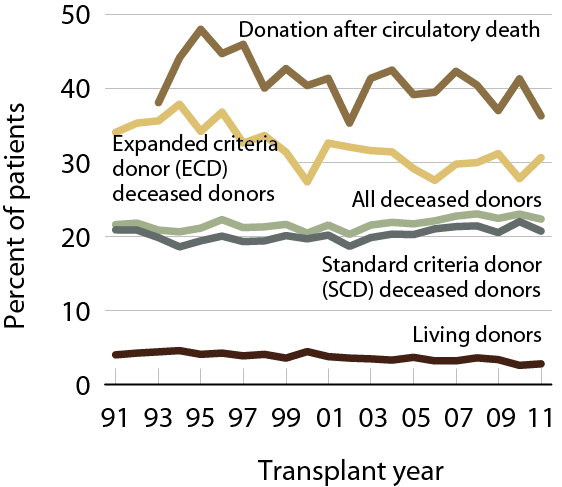 50
40
30
20
10
0
Percent of patients
Donation after circulatory death
Expanded criteria
donor (ECD)
deceased donors
All deceased donors
Standard criteria donor
(SCD) deceased donors
Living donors
91 93 95 97 99 01 03 05 07 09 11
Transplant year